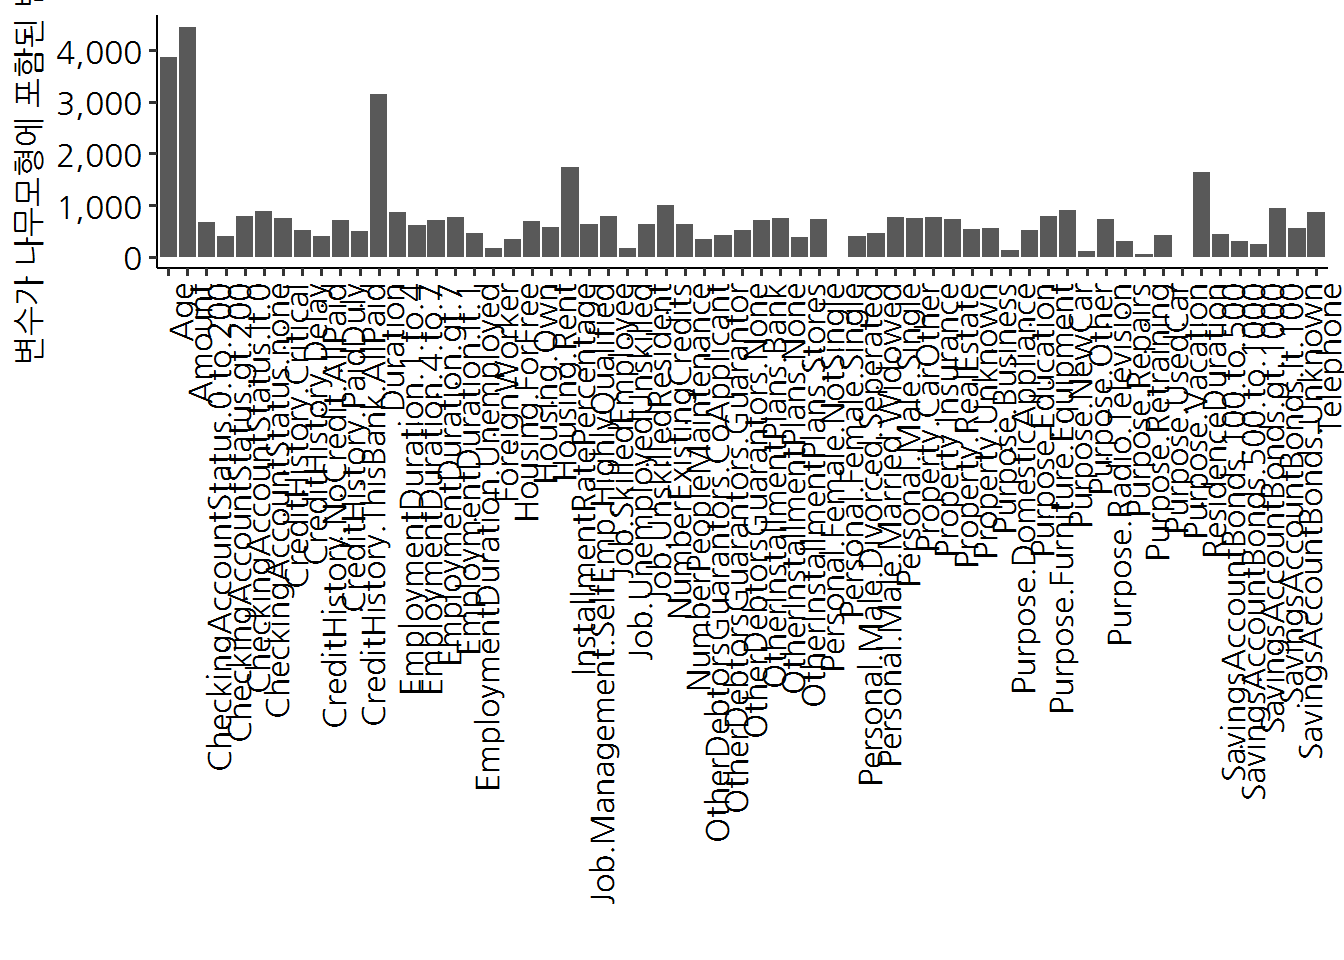 변수가 나무모형에 포함된
4,000
3,000
2,000
1,000
0
Age
Amount
CheckingAccountStatus.0.to.200
CheckingAccountStatus.gt.200
CheckingAccountStatus.lt.0
CheckingAccountStatus.none
CreditHistory.Critical
CreditHistory.Delay
CreditHistory.NoCredit.AllPaid
CreditHistory.PaidDuly
CreditHistory.ThisBank.AllPaid
Duration
EmploymentDuration.1.to.4
EmploymentDuration.4.to.7
EmploymentDuration.gt.7
EmploymentDuration.lt.1
EmploymentDuration.Unemployed
ForeignWorker
Housing.ForFree
Housing.Own
Housing.Rent
InstallmentRatePercentage
Job.Management.SelfEmp.HighlyQualified
Job.SkilledEmployee
Job.UnemployedUnskilled
Job.UnskilledResident
NumberExistingCredits
NumberPeopleMaintenance
OtherDebtorsGuarantors.CoApplicant
OtherDebtorsGuarantors.Guarantor
OtherDebtorsGuarantors.None
OtherInstallmentPlans.Bank
OtherInstallmentPlans.None
OtherInstallmentPlans.Stores
Personal.Female.NotSingle
Personal.Female.Single
Personal.Male.Divorced.Seperated
Personal.Male.Married.Widowed
Personal.Male.Single
Property.CarOther
Property.Insurance
Property.RealEstate
Property.Unknown
Purpose.Business
Purpose.DomesticAppliance
Purpose.Education
Purpose.Furniture.Equipment
Purpose.NewCar
Purpose.Other
Purpose.Radio.Television
Purpose.Repairs
Purpose.Retraining
Purpose.UsedCar
Purpose.Vacation
ResidenceDuration
SavingsAccountBonds.100.to.500
SavingsAccountBonds.500.to.1000
SavingsAccountBonds.gt.1000
SavingsAccountBonds.lt.100
SavingsAccountBonds.Unknown
Telephone